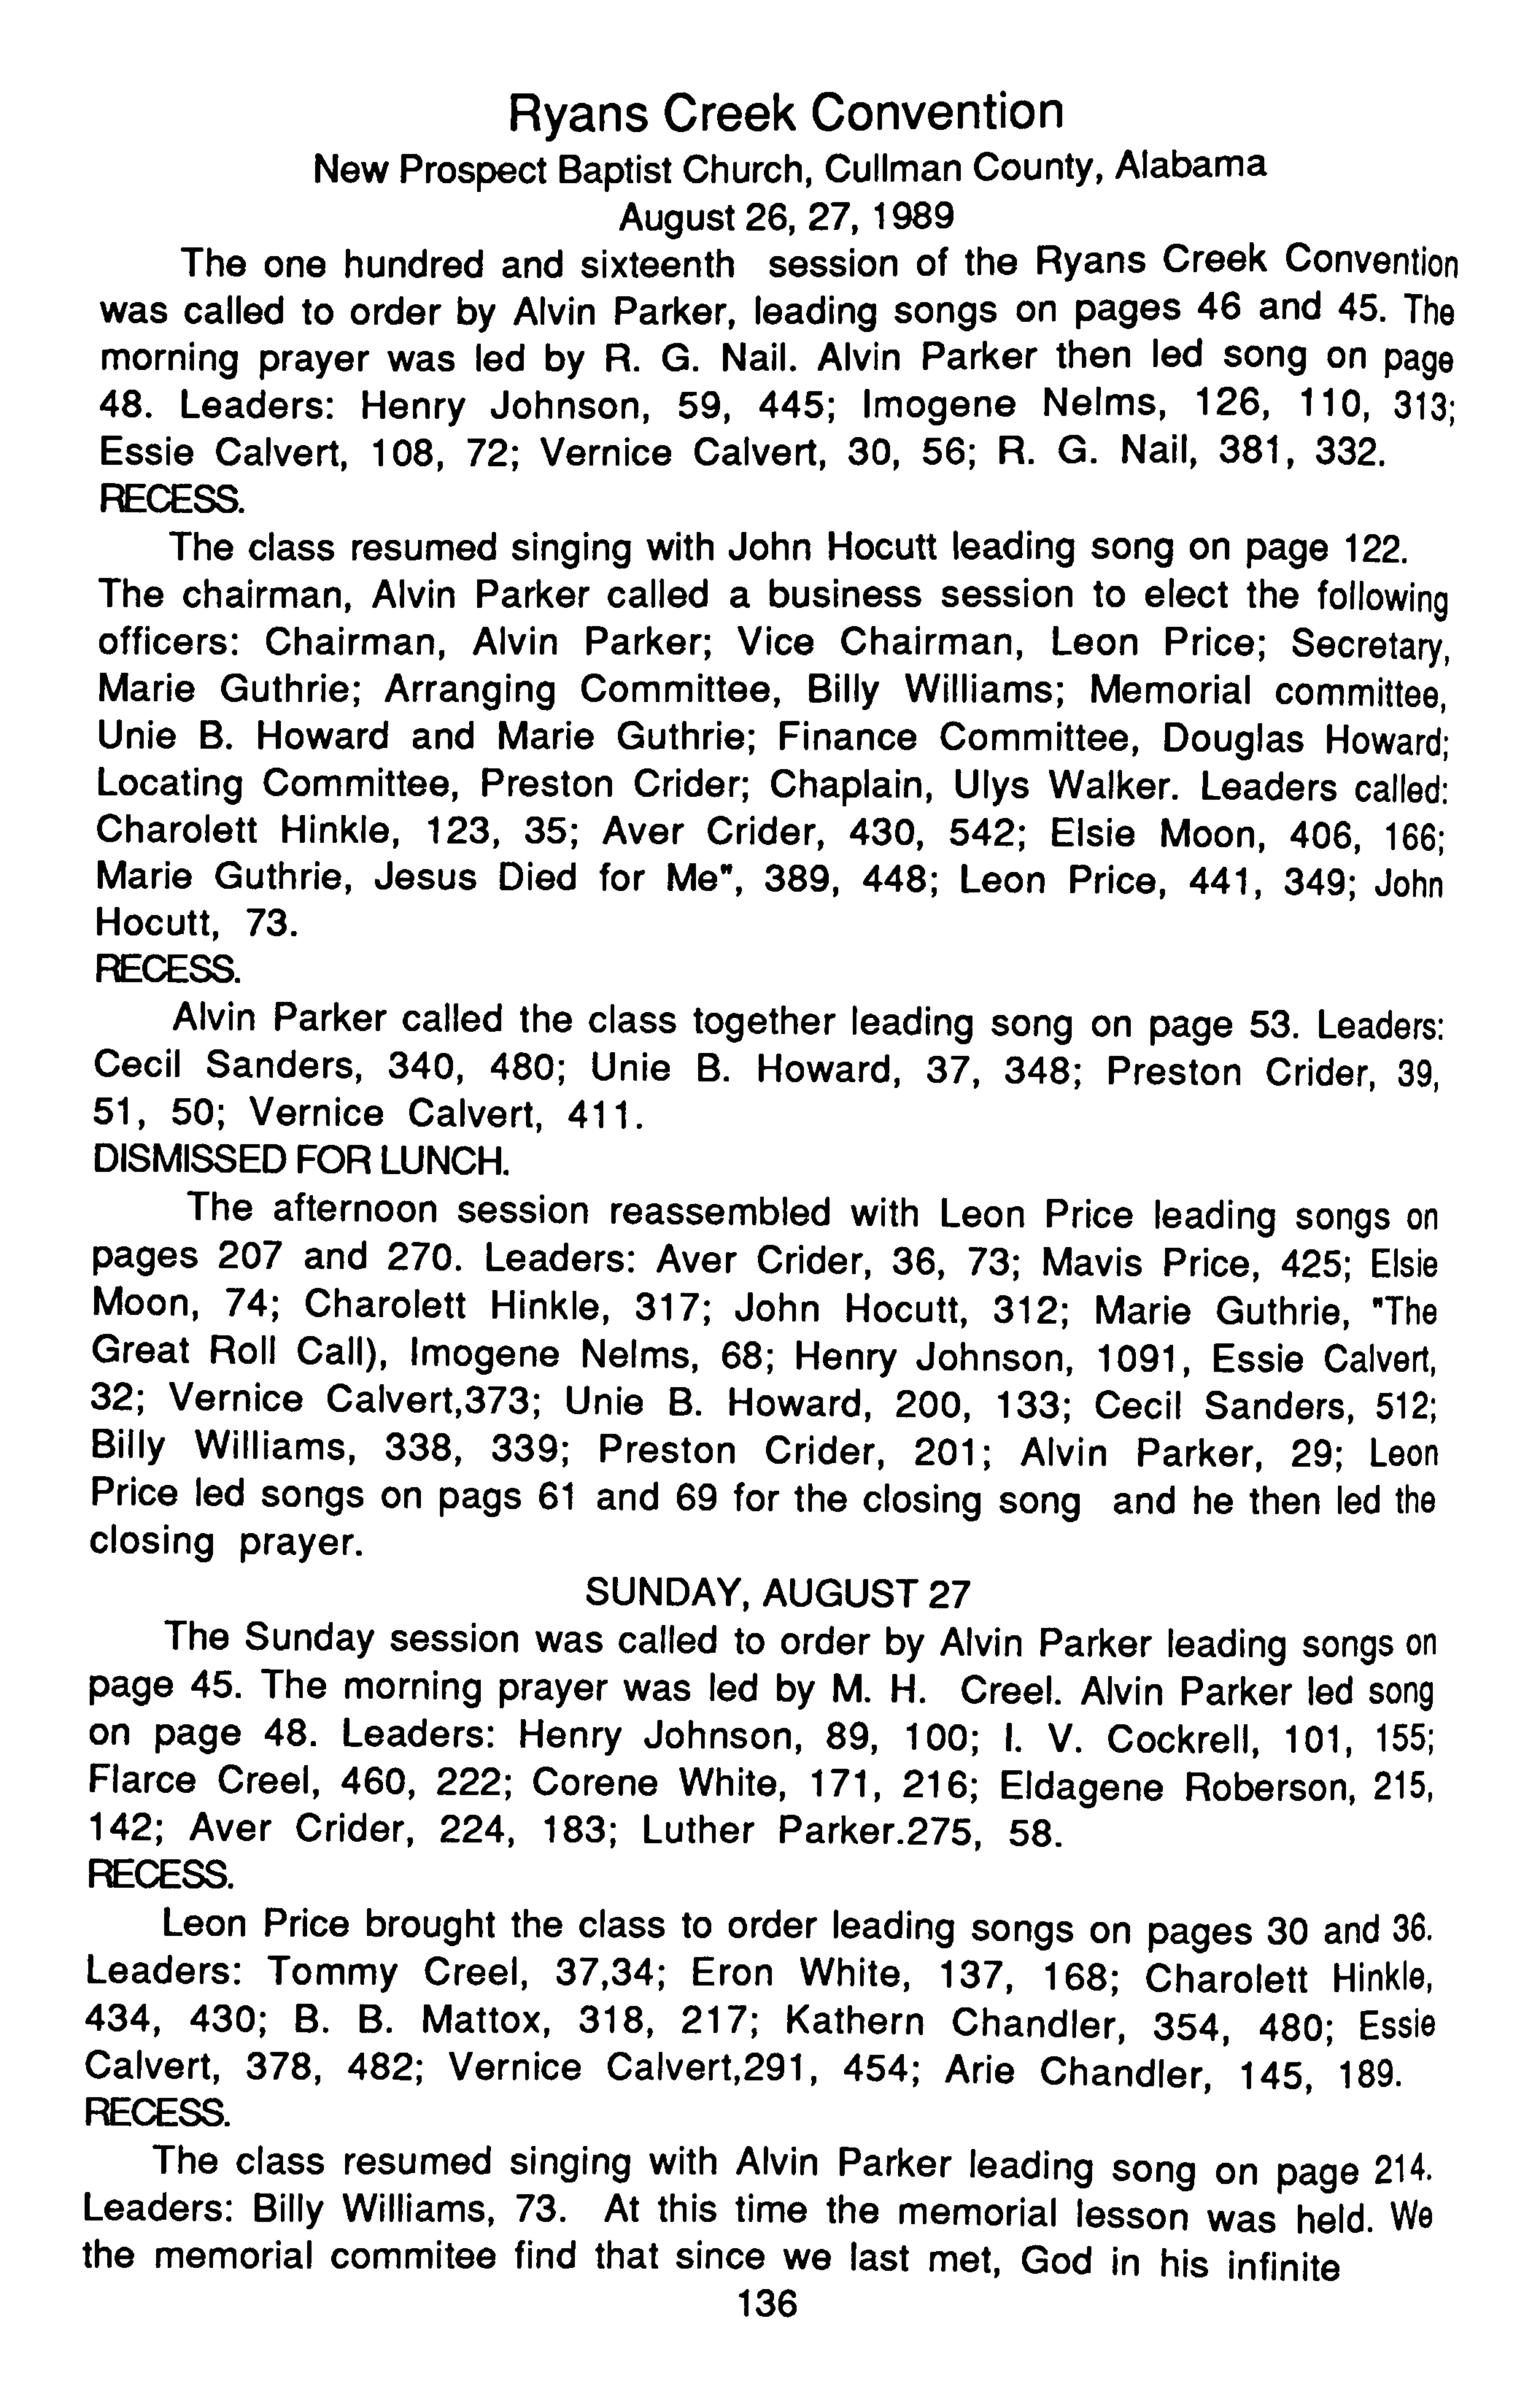 Ryans Creek Convention
New Prospect Baptist Church, Cullman County, Alabama
August 26, 27, 1989
The one hundred and sixteenth session of the Ryans Creek Convention
was called to order by Alvin Parker, leading songs on pages 46 and 45. The
morning prayer was led by R. G. Nail. Alvin Parker then led song on page
48. Leaders: Henry Johnson, 59, 445; Imogene Nelms, 126, 110, 313;
Essie Calvert, 108, 72; Vernice Calvert, 30, 56; R. G. Nail, 381, 332.
RECESS.
The class resumed singing with John Hocutt leading song on page 122.
The chairman, Alvin Parker called a business session to elect the following
officers: Chairman, Alvin Parker; Vice Chairman, Leon Price; Secretary,
Marie Guthrie; Arranging Committee, Billy Williams; Memorial committee,
Unie B. Howard and Marie Guthrie; Finance Committee, Douglas Howard;
Locating Committee, Preston Crider; Chaplain, Ulys Walker. Leaders called:
Charolett Hinkle, 123, 35; Aver Crider, 430, 542; Elsie Moon, 406, 166;
Marie Guthrie, Jesus Died for Me", 389, 448; Leon Price, 441, 349; John
Hocutt, 73.
RECESS.
Alvin Parker called the class together leading song on page 53. Leaders:
Cecil Sanders, 340, 480; Unie B. Howard, 37, 348; Preston Crider, 39,
51, 50; Vernice Calvert, 411.
DISMISSED FOR LUNCH.
The afternoon session reassembled with Leon Price leading songs on
pages 207 and 270. Leaders: Aver Crider, 36, 73; Mavis Price, 425; Elsie
Moon, 74; Charolett Hinkle, 317; John Hocutt, 312; Marie Guthrie, "The
Great Roll Call), Imogene Nelms, 68; Henry Johnson, 1091, Essie Calvert,
32; Vernice Calvert,373; Unie B. Howard, 200, 133; Cecil Sanders, 512;
Billy Williams, 338, 339; Preston Crider, 201; Alvin Parker, 29; Leon
Price led songs on pags 61 and 69 for the closing song and he then led the
closing prayer.
SUNDAY, AUGUST 27
The Sunday session was called to order by Alvin Parker leading songs on
page 45. The morning prayer was led by M. H. Creel. Alvin Parker led song
on page 48. Leaders: Henry Johnson, 89, 100; I. V. Cockrell, 101, 155;
Flarce Creel, 460, 222; Corene White, 171, 216; Eldagene Roberson, 215,
142; Aver Crider, 224, 183; Luther Parker.275, 58.
RECESS.
Leon Price brought the class to order leading songs on pages 30 and 36.
Leaders: Tommy Creel, 37,34; Eron White, 137, 168; Charolett Hinkle,
434, 430; B. B. Mattox, 318, 217; Kathern Chandler, 354, 480; Essie
Calvert, 378, 482; Vernice Calvert,291, 454; Arie Chandler, 145, 189.
RECESS.
The class resumed singing with Alvin Parker leading song on page 214.
Leaders: Billy Williams, 73. At this time the memorial lesson was held. We
the memorial commitee find that since we last met, God in his infinite
136